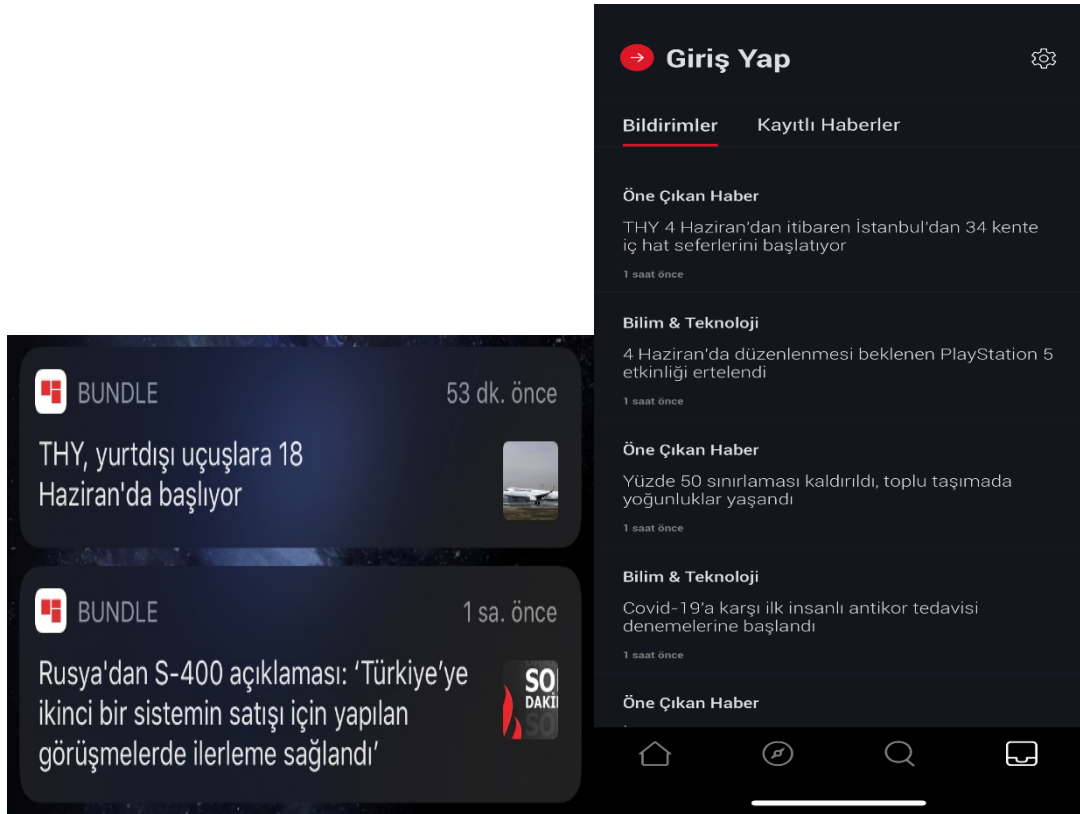 BUNDLE
53 dk. önce
THY, yurtdışı uçuşlara 18
Haziran'da başlıyor
BUNDLE
1 sa. önce
Rusya'dan S-400 açıklaması: ‘Türkiye’ye
ikinci bir sistemin satışı için yapılan
görüşmelerde ilerleme sağlandı’
SO
DAKİ
SO
Giriş Yap
Bildirimler
Kayıtlı Haberler
Öne Çıkan Haber
THY 4 Haziran’dan itibaren İstanbul’dan 34 kente
iç hat seferlerini başlatıyor
1 saat önce
Bilim & Teknoloji
4 Haziran'da düzenlenmesi beklenen PlayStation 5
etkinliği ertelendi
1 saat önce
Öne Çıkan Haber
Yüzde 50 sınırlaması kaldırıldı, toplu taşımada
yoğunluklar yaşandı
1 saat önce
Bilim & Teknoloji
Covid-19’a karşı ilk insanlı antikor tedavisi
denemelerine başlandı
1 saat önce
Öne Çıkan Haber